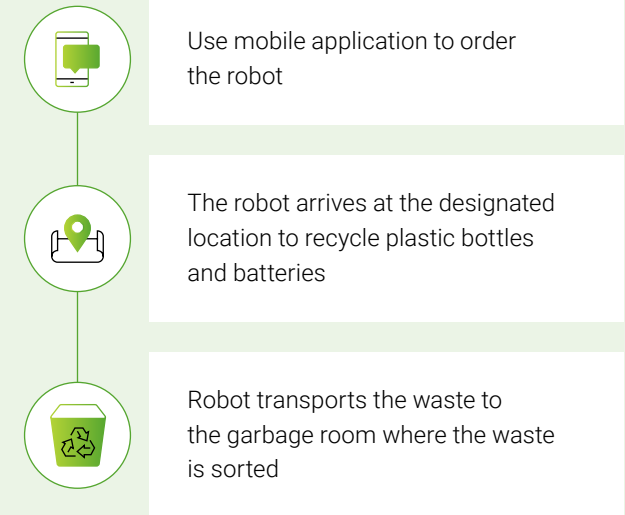 Use mobile application to order
the robot
The robot arrives at the designated
location to recycle plastic bottles
and batteries
Robot transports the waste to
the garbage room where the waste
is sorted